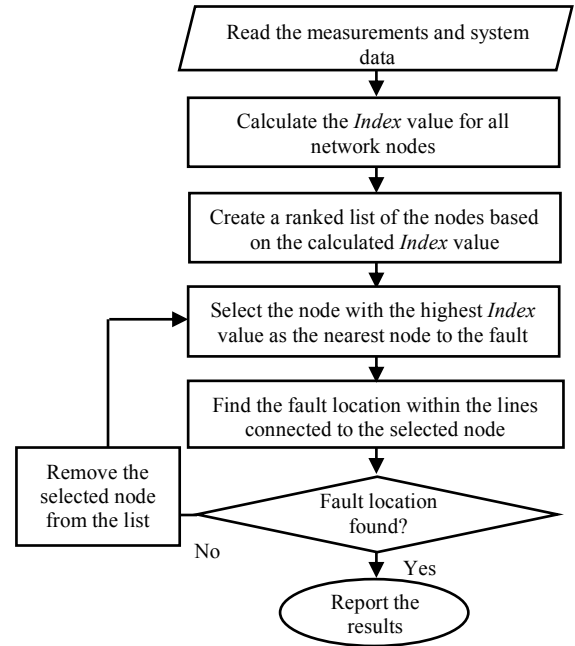 Read the measurements and system
data
Calculate the Index value for all
network nodes
Create a ranked list of the nodes based
on the calculated Index value
Select the node with the highest Index
value as the nearest node to the fault
Find the fault location within the lines
connected to the selected node
Remove the
selected node
from the list
Fault location
found?
No
Yes
Report the
results